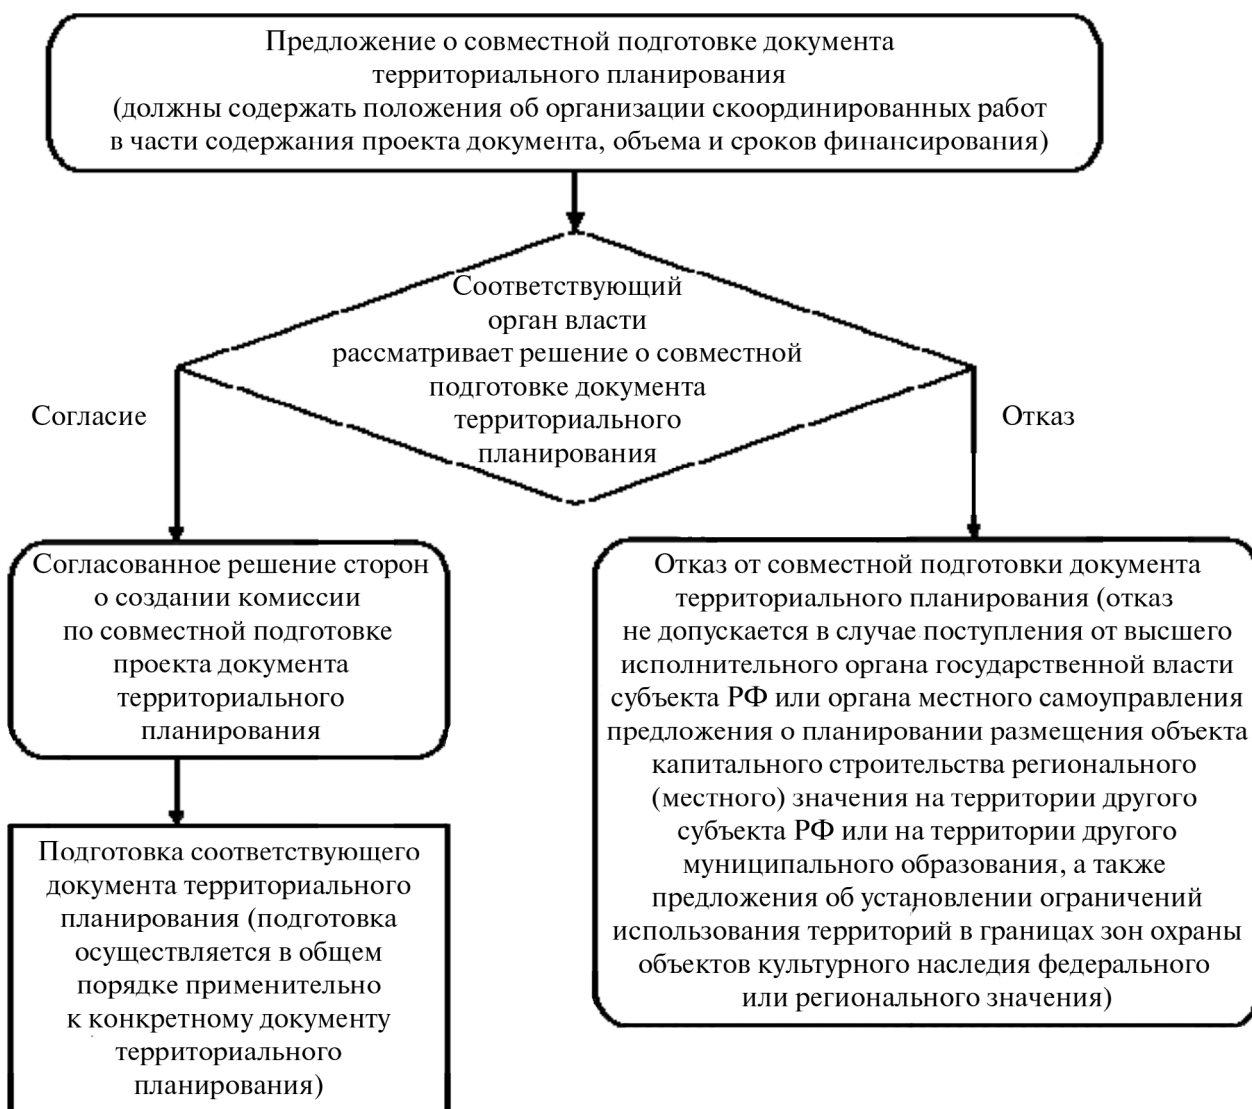 Предложение о совместной подготовке документа
территориального планирования
(должны содержать положения об организации скоординированных работ
в части содержания проекта документа, объема и сроков финансирования)
Соответствующий
орган власти
рассматривает решение о совместной
подготовке документа
территориального
планирования
Согласие
Отказ
Согласованное решение сторон
о создании комиссии
по совместной подготовке
проекта документа
территориального
планирования
Подготовка соответствующего
документа территориального
планирования (подготовка
осуществляется в общем
порядке применительно
к конкретному документу
территориального
планирования)
Отказ от совместной подготовки документа
территориального планирования (отказ
не допускается в случае поступления от высшего
исполнительного органа государственной власти
субъекта РФ или органа местного самоуправления
предложения о планировании размещения объекта
капитального строительства регионального
(местного) значения на территории другого
субъекта РФ или на территории другого
муниципального образования, а также
предложения об установлении ограничений
использования территорий в границах зон охраны
объектов культурного наследия федерального
или регионального значения)